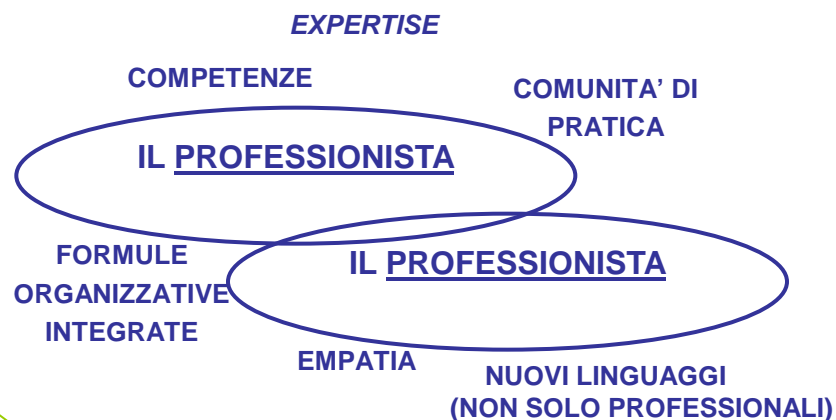 EXPERTISE
COMPETENZE
COMUNITA' DI
PRATICA
IL PROFESSIONISTA
FORMULE
ORGANIZZATIVE
INTEGRATE
IL PROFESSIONISTA
EMPATIA
NUOVI LINGUAGGI
(NON SOLO PROFESSIONALI)